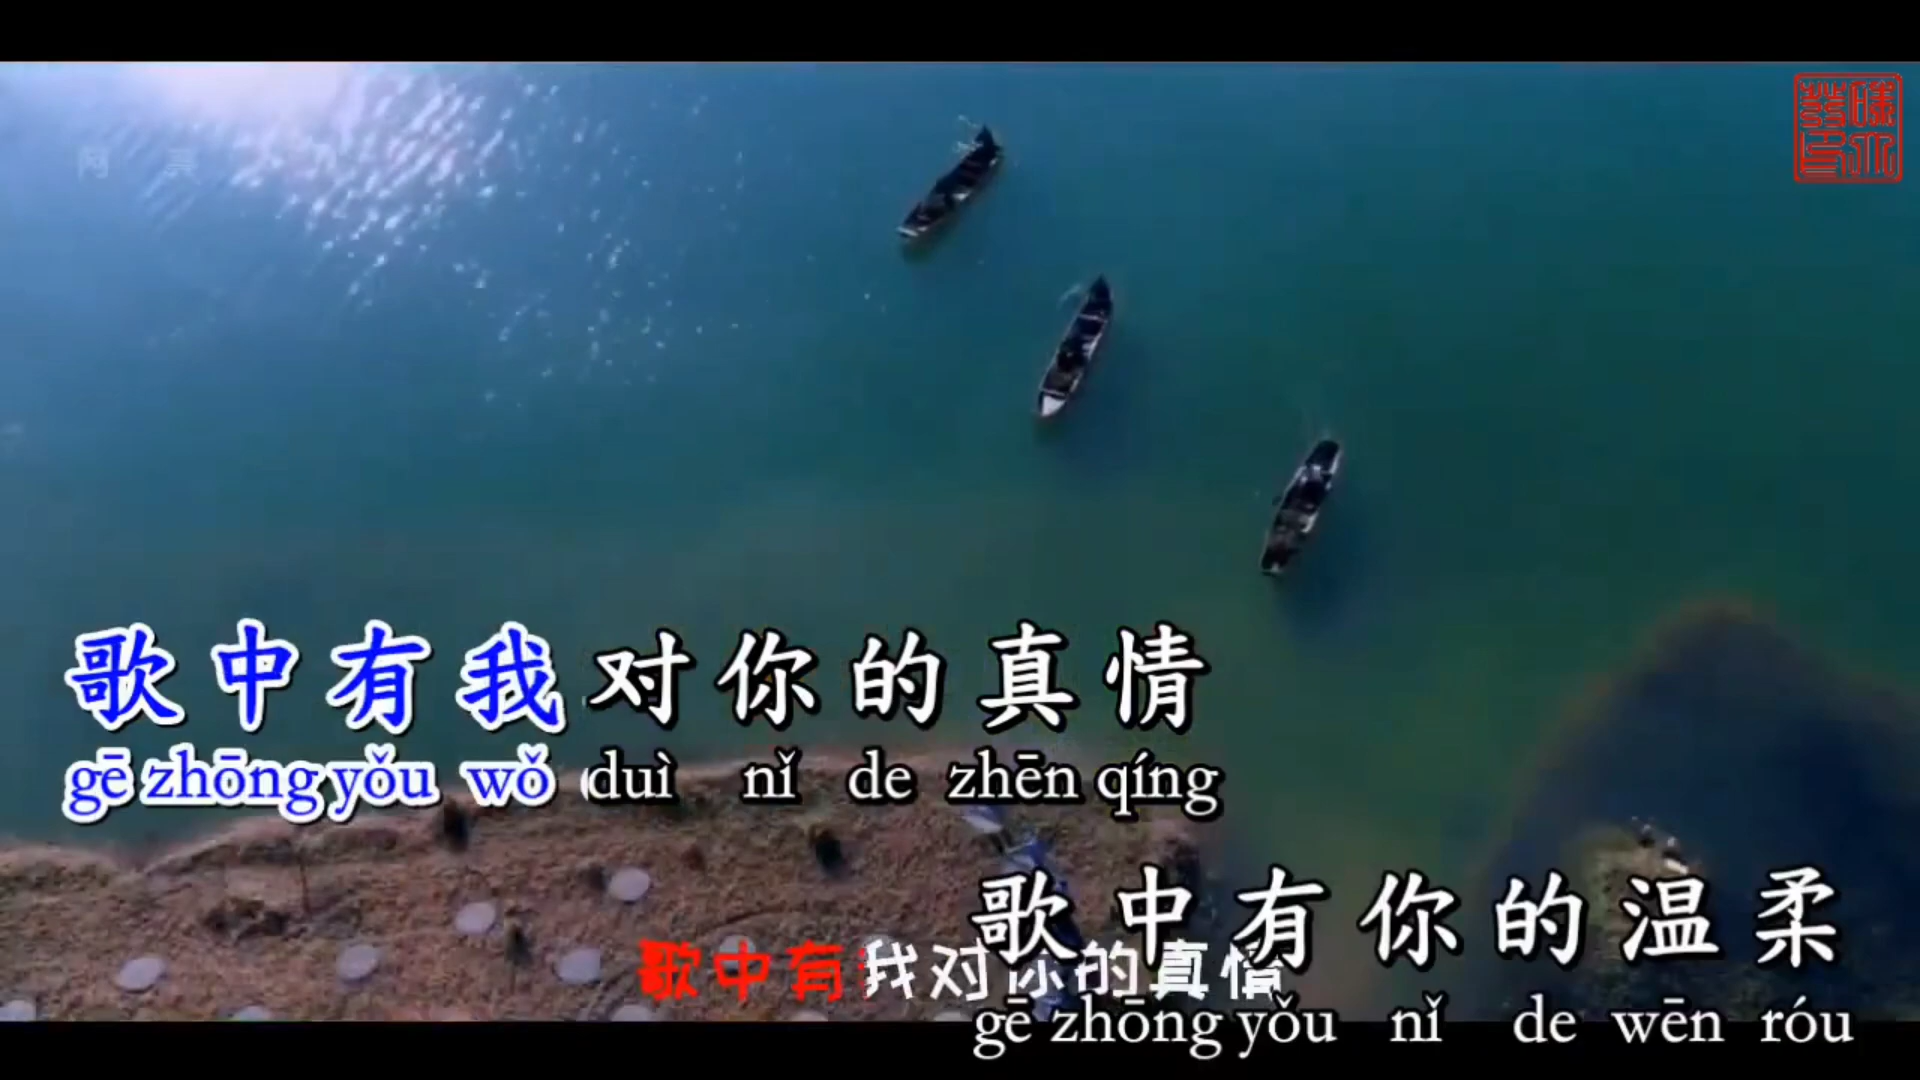 歌中有我对你的真情
gē zhōng yǒu wǒ duì nǐ de zhēn qíng
歌中有你的温柔
歌中有我对你的真情
gē zhōng yǒu nǐ de wēn róu